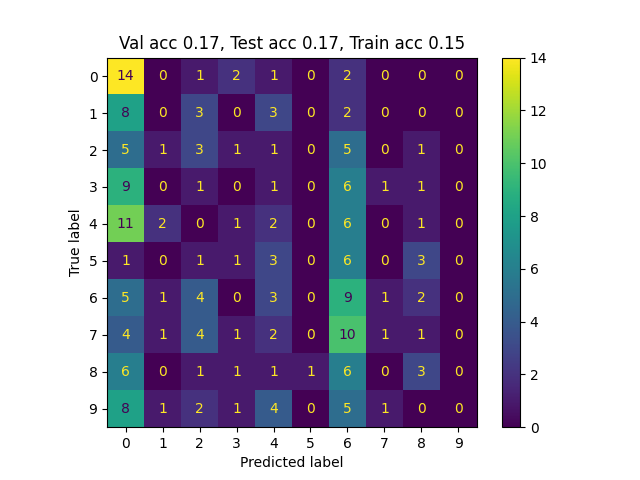 Val acc 0.17, Test acc 0.17, Train acc 0.15
0 14 0 1 2 1 0 2 0 0 0
1 8 0 3 0 3 0 2 0 0 0
2 5 1 3 1 1 0 5 0 1 0
3 9 0 1 0 1 0 6 1 1 0
4 11 2 0 1 2 0 6 0 1 0
5 1 0 1 1 3 0 6 0 3 0
6 5 1 4 0 3 0 9 1 2 0
7 4 1 4 1 2 0 10 1 1 0
8 6 0 1 1 1 1 6 0 3 0
9 8 1 2 1 4 0 5 1 0 0
0 1 2 3 4 5 6 7 8 9
True label
Predicted label
14
12
10
8
6
4
2
0